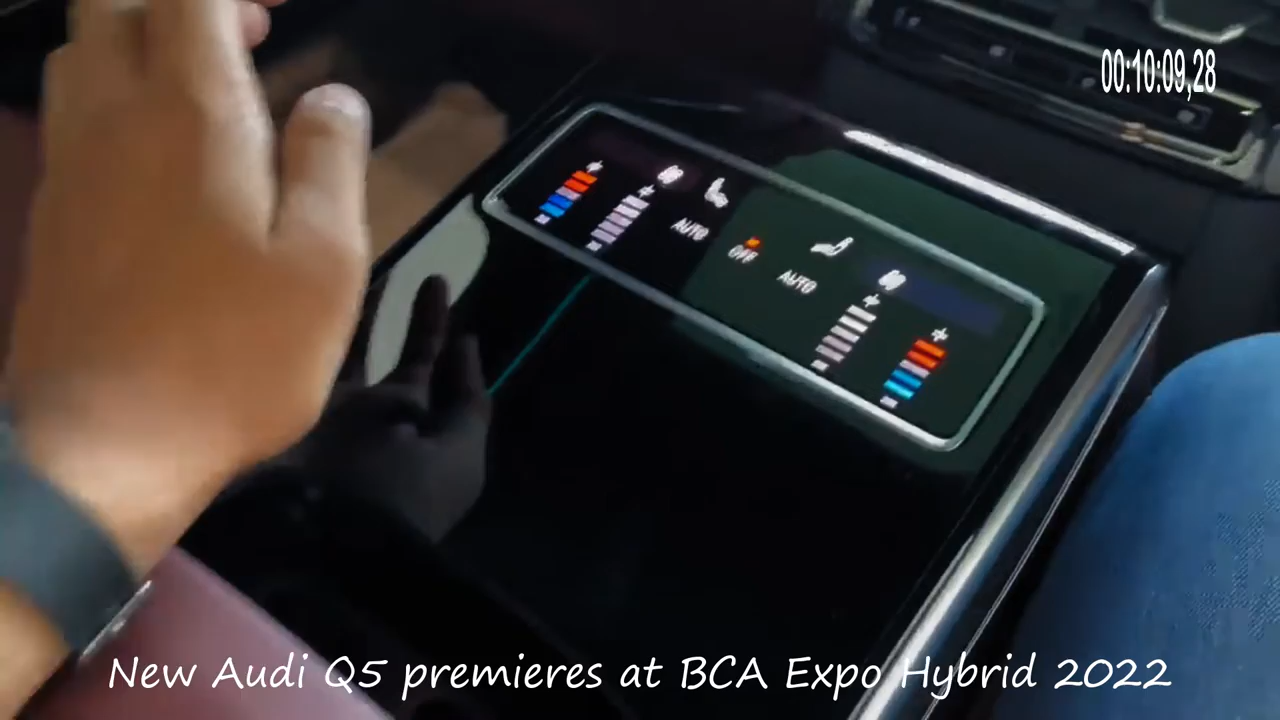 00:10:09,28
AUTO
OFF
AUTO
New Audi Q5 premieres at BCA Expo Hybrid 2022